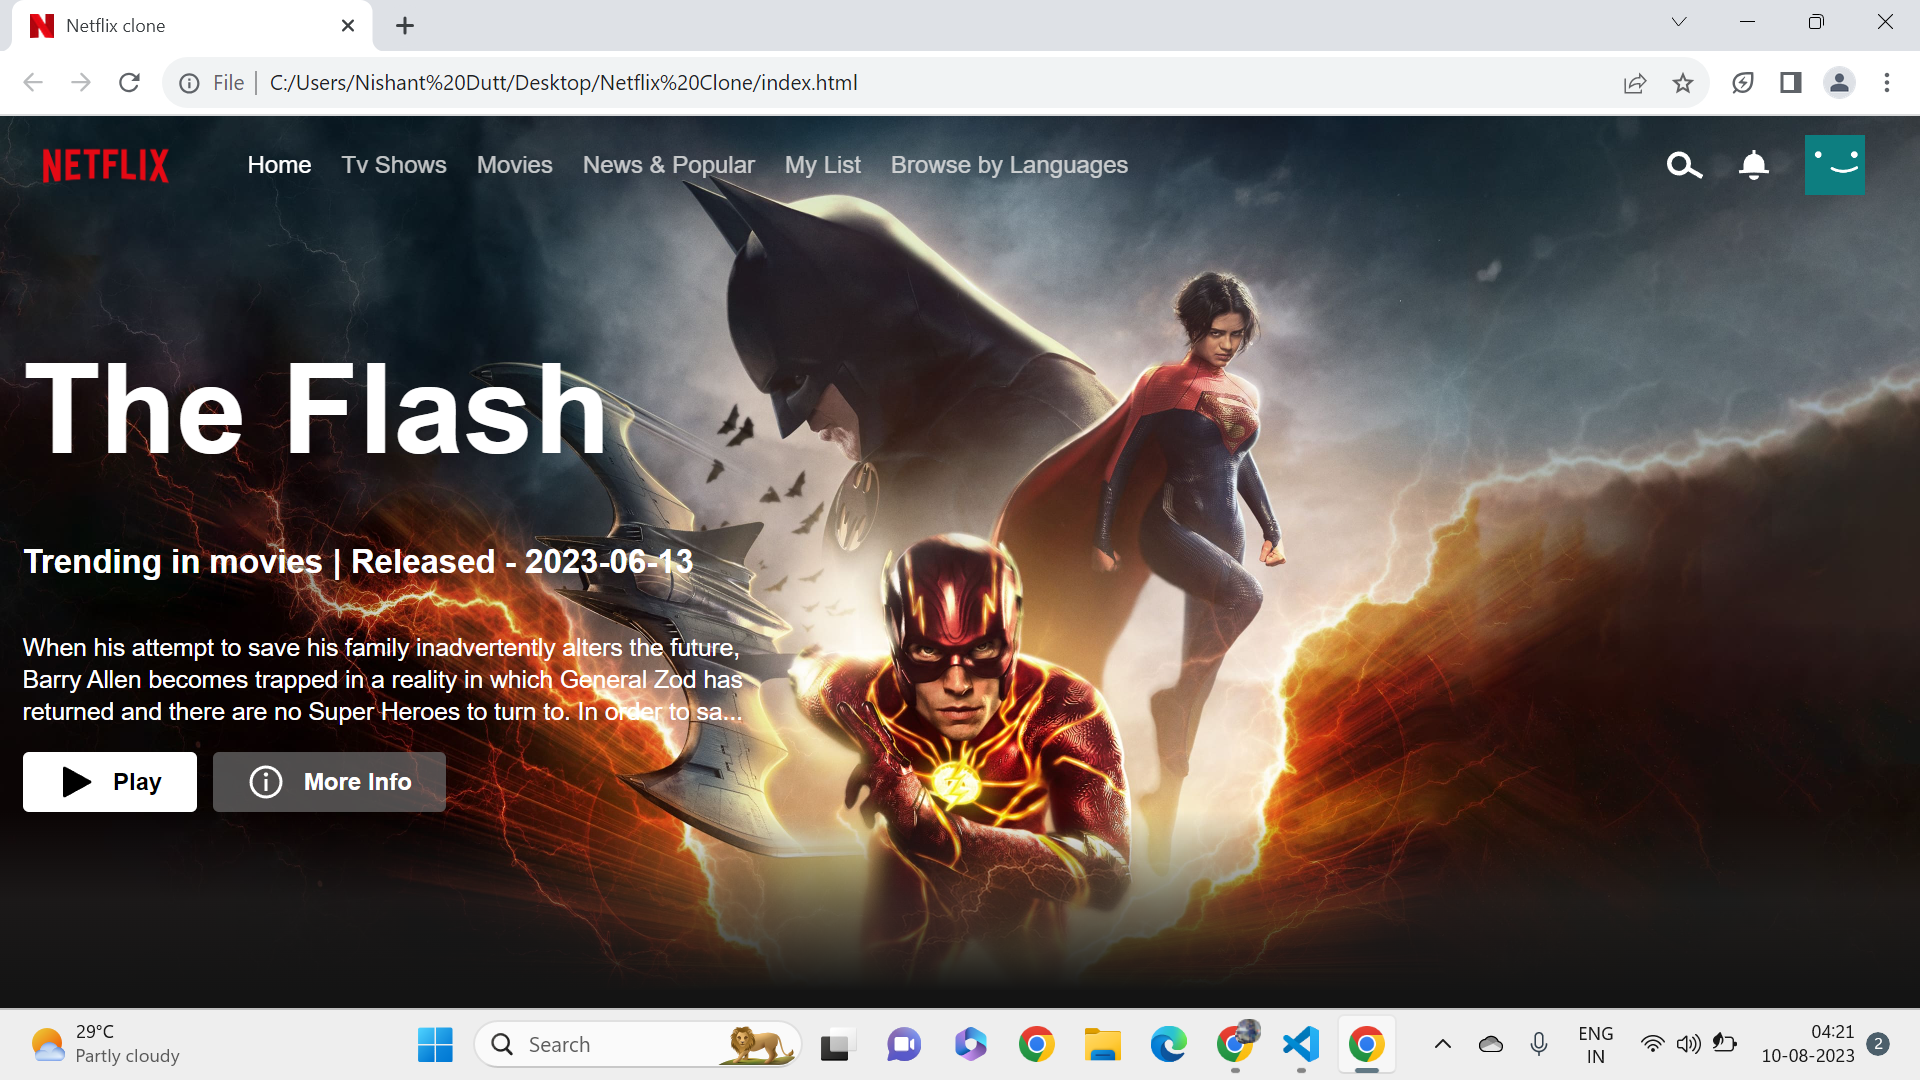 Netflix clone
File | C:/Users/Nishant%20Dutt/Desktop/Netflix%20Clone/index.html
NETFLIX Home Tv Shows Movies News & Popular My List Browse by Languages
The Flash
Trending in movies | Released - 2023-06-13
When his attempt to save his family inadvertently alters the future,
Barry Allen becomes trapped in a reality in which General Zod has
returned and there are no Super Heroes to turn to. In order to sa...
Play More Info
29°C
Partly cloudy
Search
ENG
IN
04:21
10-08-2023
2